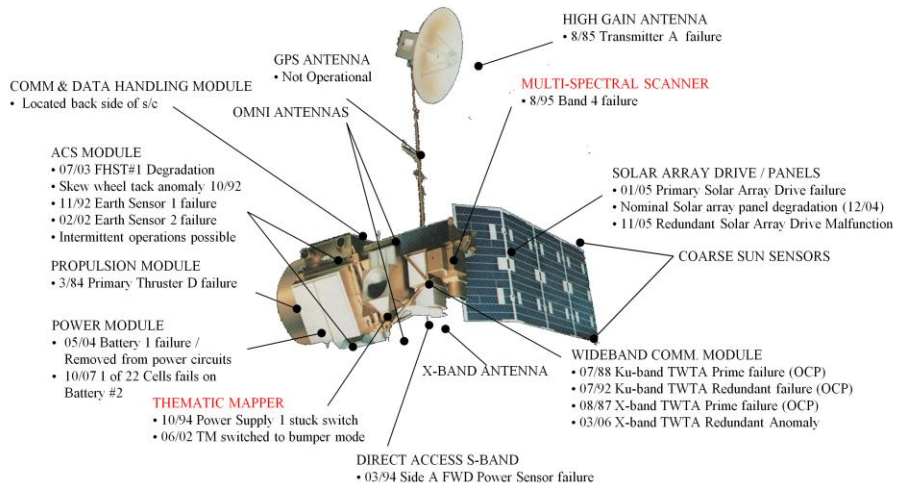 HIGH GAIN ANTENNA
• 8/85 Transmitter A failure
GPS ANTENNA
• Not Operational
COMM & DATA HANDLING MODULE
• Located back side of s/c
OMNI ANTENNAS
MULTI-SPECTRAL SCANNER
• 8/95 Band 4 failure
ACS MODULE
• 07/03 FHST#1 Degradation
• Skew wheel tack anomaly 10/92
• 11/92 Earth Sensor 1 failure
• 02/02 Earth Sensor 2 failure
• Intermittent operations possible
SOLAR ARRAY DRIVE / PANELS
• 01/05 Primary Solar Array Drive failure
• Nominal Solar array panel degradation (12/04)
• 11/05 Redundant Solar Array Drive Malfunction
COARSE SUN SENSORS
PROPULSION MODULE
• 3/84 Primary Thruster D failure
POWER MODULE
• 05/04 Battery 1 failure /
Removed from power circuits
• 10/07 1 of 22 Cells fails on
Battery #2
THEMATIC MAPPER
• 10/94 Power Supply 1 stuck switch
• 06/02 TM switched to bumper mode
X-BAND ANTENNA
WIDEBAND COMM. MODULE
• 07/88 Ku-band TWTA Prime failure (OCP)
• 07/92 Ku-band TWTA Redundant failure (OCP)
• 08/87 X-band TWTA Prime failure (OCP)
• 03/06 X-band TWTA Redundant Anomaly
DIRECT ACCESS S-BAND
• 03/94 Side A FWD Power Sensor failure